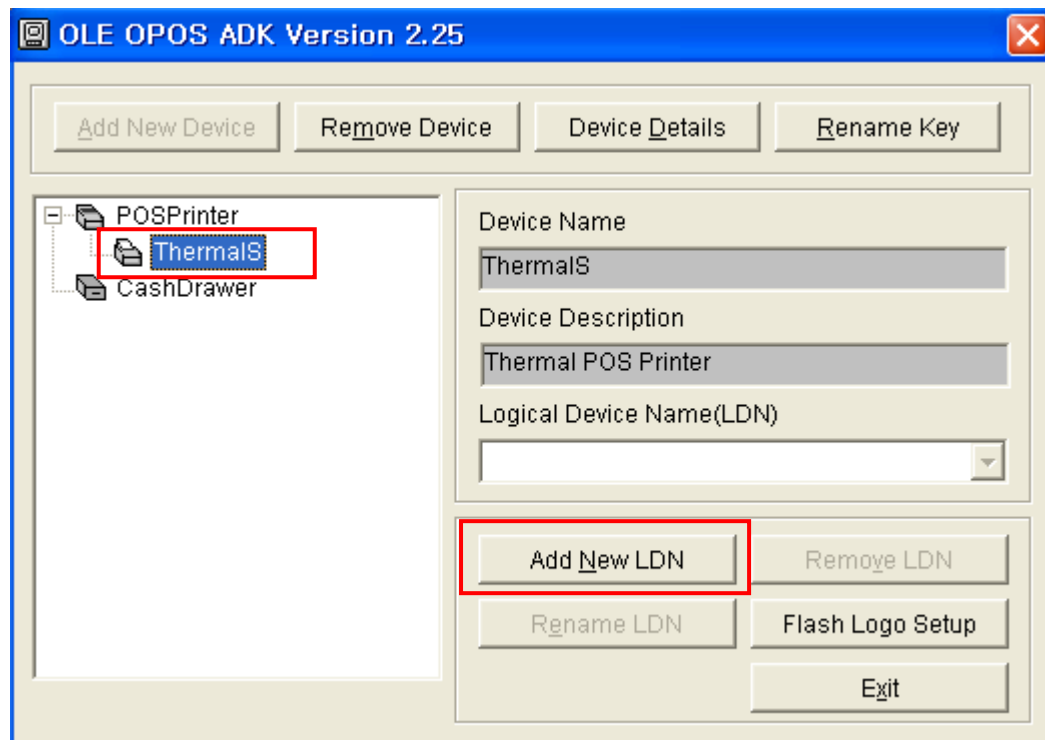 OLE OPOS ADK Version 2.25
Add New Device Remove Device Device Details Rename Key
POSPrinter
ThermalS
CashDrawer
Device Name
ThermalS
Device Description
Thermal POS Printer
Logical Device Name(LDN)
Add New LDN Remove LDN
Rename LDN Flash Logo Setup
Exit